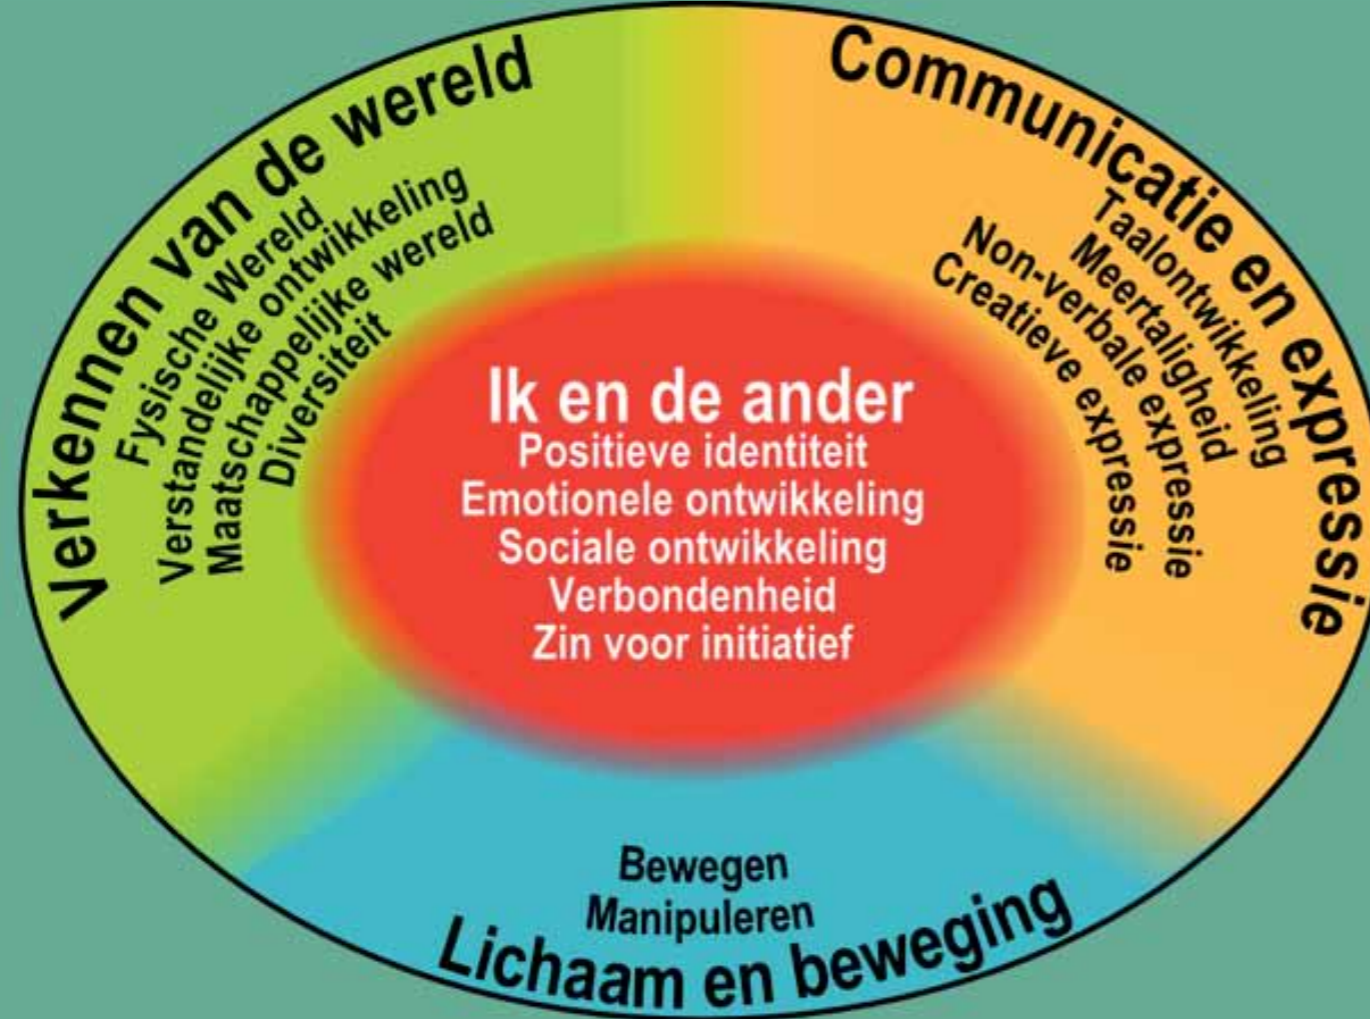 Verkennen van de wereld
Fysische Wereld
Verstandelijke ontwikkeling
Maatschappelijke wereld
Diversiteit
Communicatie en expressie
Taalontwikkeling
Meertaligheid
Non-verbale expressie
Creatieve expressie
Ik en de ander
Positieve identiteit
Emotionele ontwikkeling
Sociale ontwikkeling
Verbondenheid
Zin voor initiatief
Bewegen
Manipuleren
Lichaam en beweging